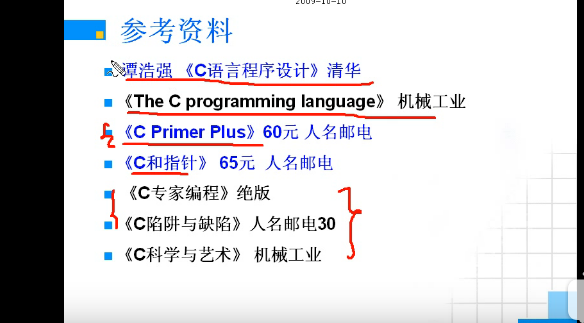 2009-10-10
参考资料
谭浩强 《C语言程序设计》清华
《The C programming language》 机械工业
《C Primer Plus》60元 人名邮电
《C和指针》 65元 人名邮电
《C专家编程》绝版
《C陷阱与缺陷》人名邮电30
《C科学与艺术》 机械工业